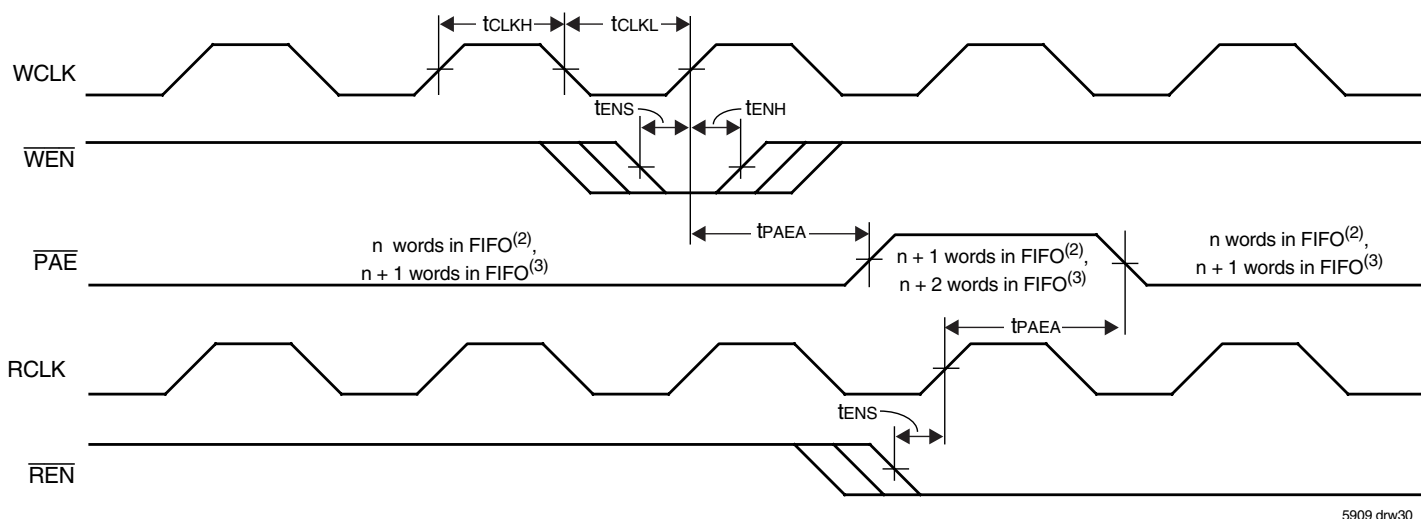 tCLKH
tCLKL
WCLK
tENS
tENH
WEN
tPAEA
PAE
n words in FIFO(2),
n + 1 words in FIFO(3)
n + 1 words in FIFO(2),
n + 2 words in FIFO(3)
n words in FIFO(2),
n + 1 words in FIFO(3)
tPAEA
RCLK
tENS
REN
5909 drw30